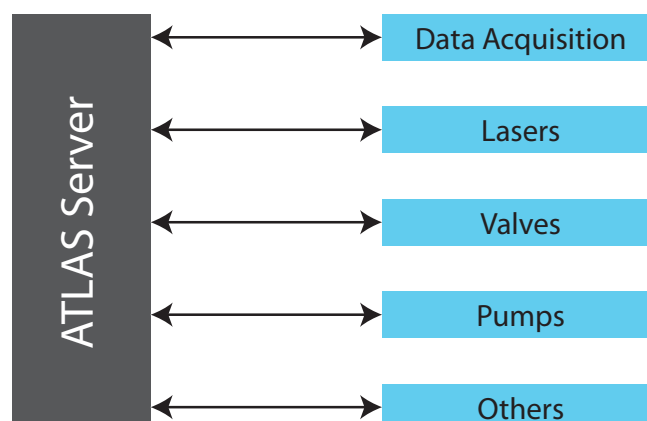 ATLAS Server
Data Acquisition
Lasers
Valves
Pumps
Others